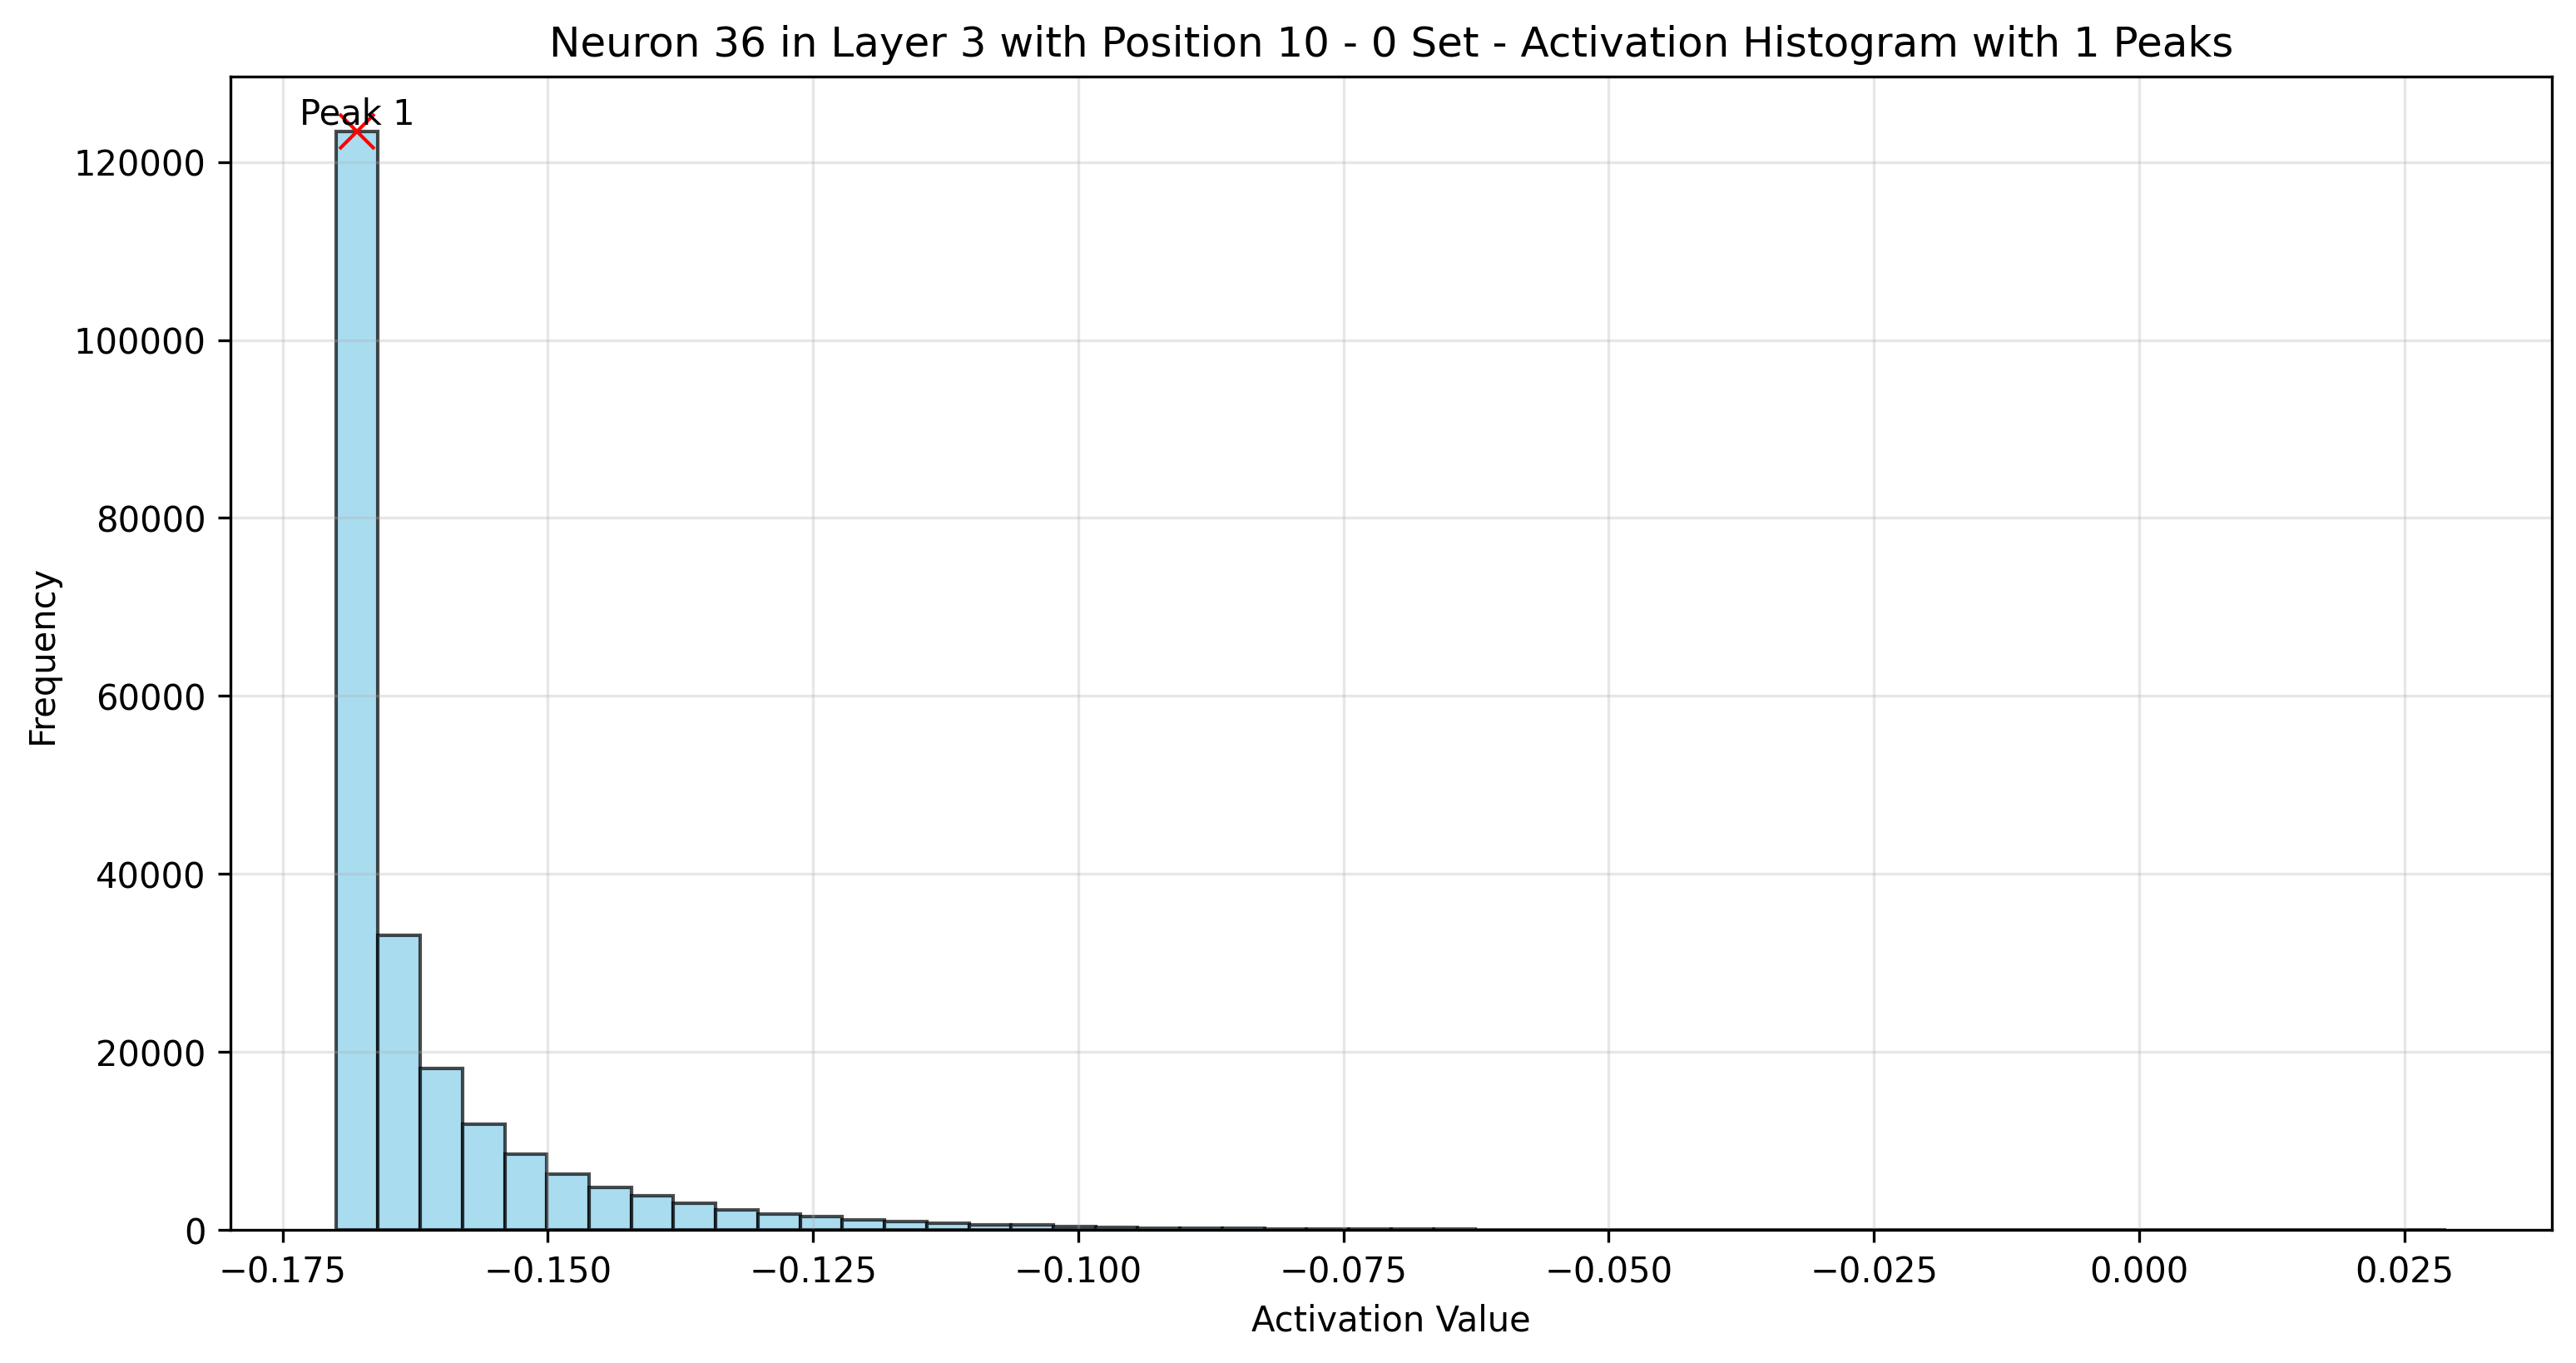 Neuron 36 in Layer 3 with Position 10 - 0 Set - Activation Histogram with 1 Peaks
Peak 1
120000
100000
80000
60000
40000
20000
0
Frequency
−0.175 −0.150 −0.125 −0.100 −0.075 −0.050 −0.025 0.000 0.025
Activation Value